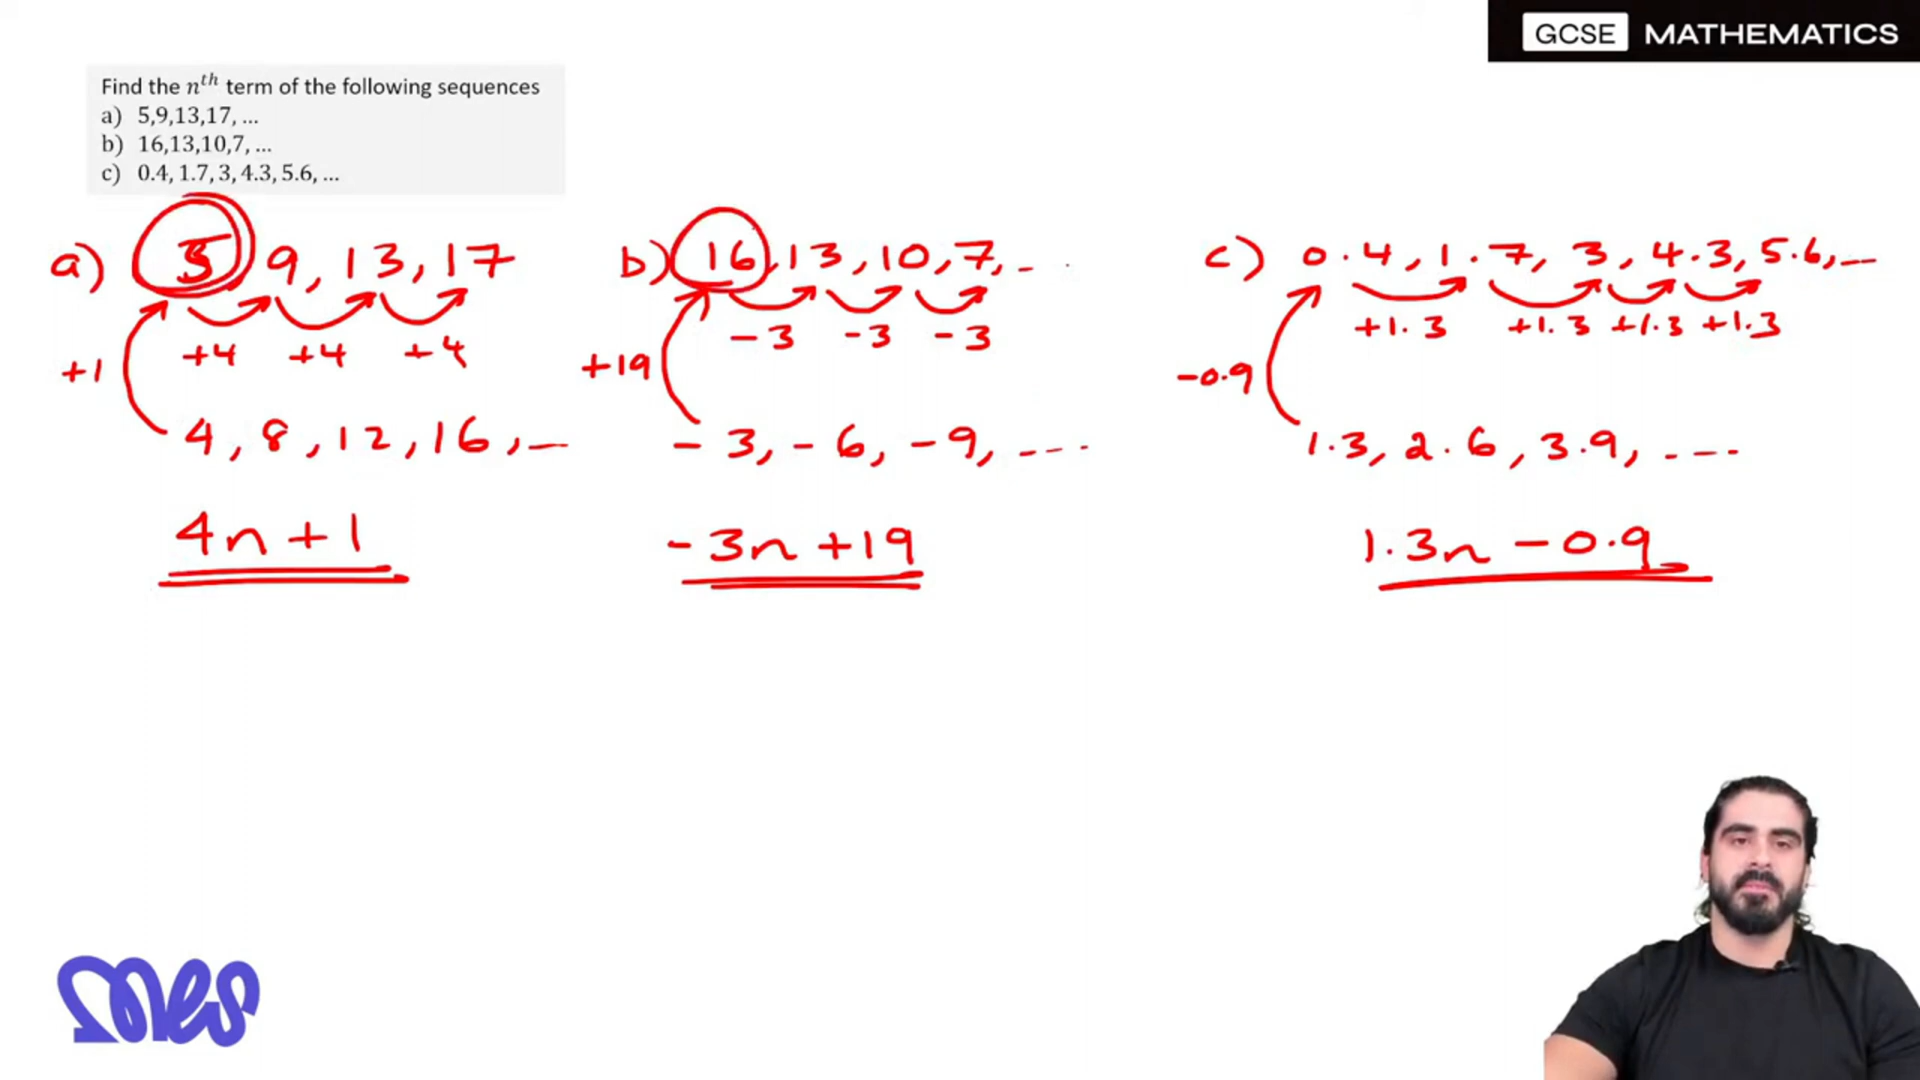 GCSE MATHEMATICS
Find the nᵗʰ term of the following sequences
a) 5,9,13,17, ...
b) 16,13,10,7, ...
c) 0.4, 1.7, 3, 4.3, 5.6, ...
a) 5, 9, 13, 17
+4 +4 +4
+1
4, 8, 12, 16, ...
4n + 1
b) 16, 13, 10, 7, ...
-3 -3 -3
+19
-3, -6, -9, ....
-3n + 19
c) 0.4, 1.7, 3, 4.3, 5.6, ...
+1.3 +1.3 +1.3 +1.3
-0.9
1.3, 2.6, 3.9, ....
1.3n - 0.9
mes